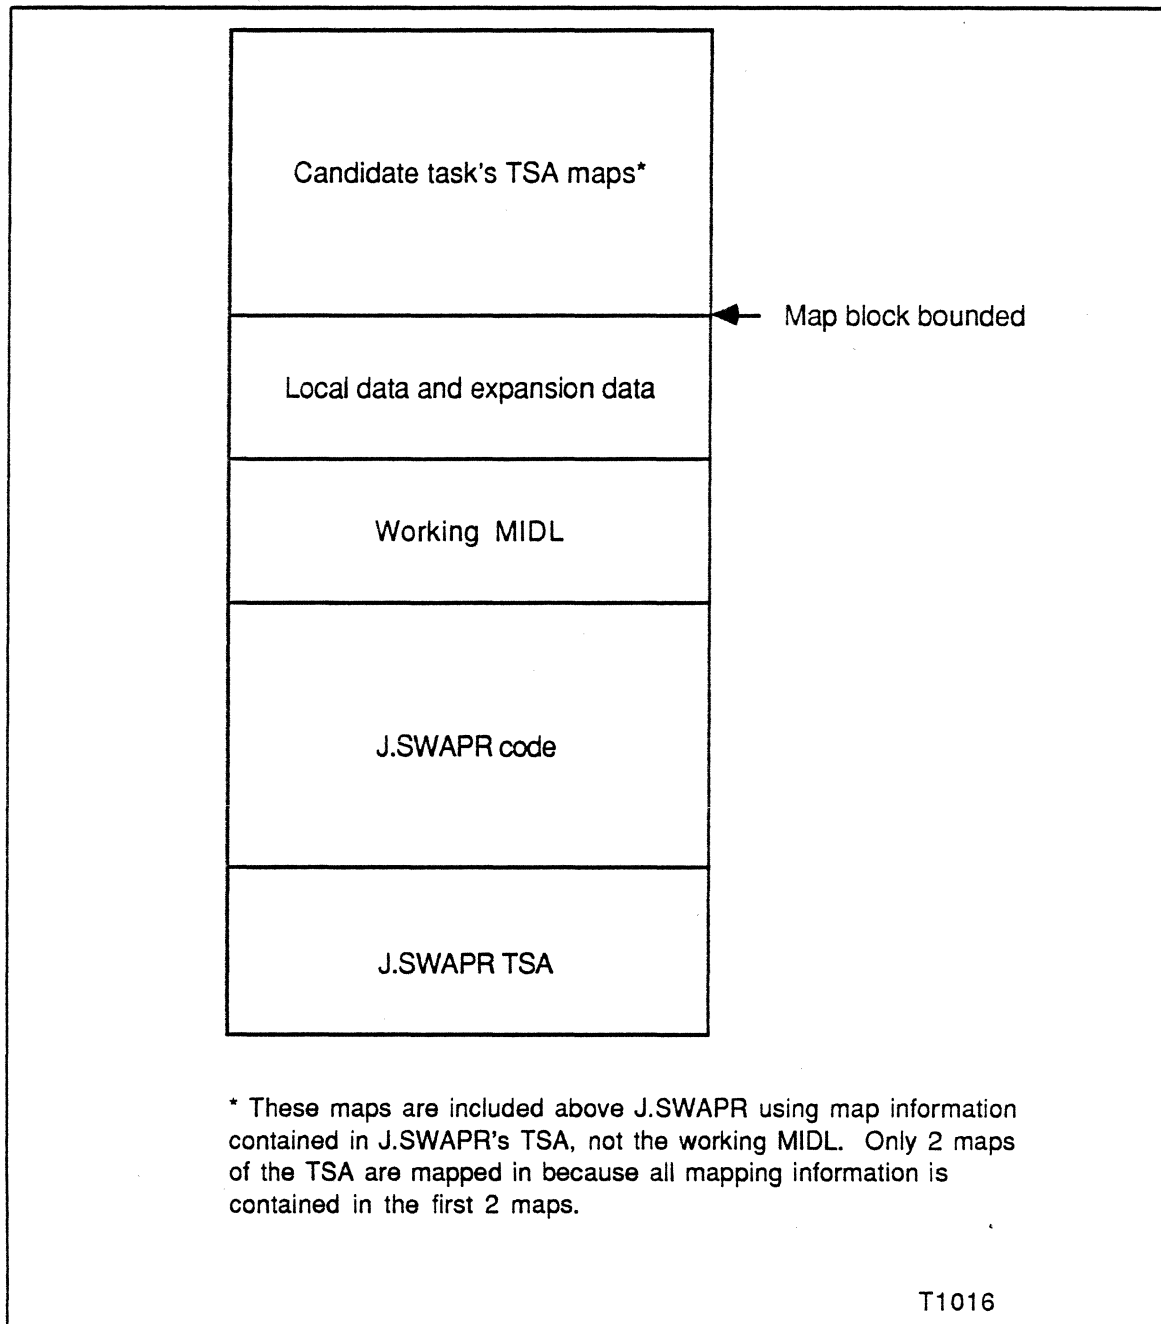 Candidate task's TSA maps*
Map block bounded
Local data and expansion data
Working MIDL
J.SWAPR code
J.SWAPR TSA
* These maps are included above J.SWAPR using map information
contained in J.SWAPR's TSA, not the working MIDL. Only 2 maps
of the TSA are mapped in because all mapping information is
contained in the first 2 maps.
T1016